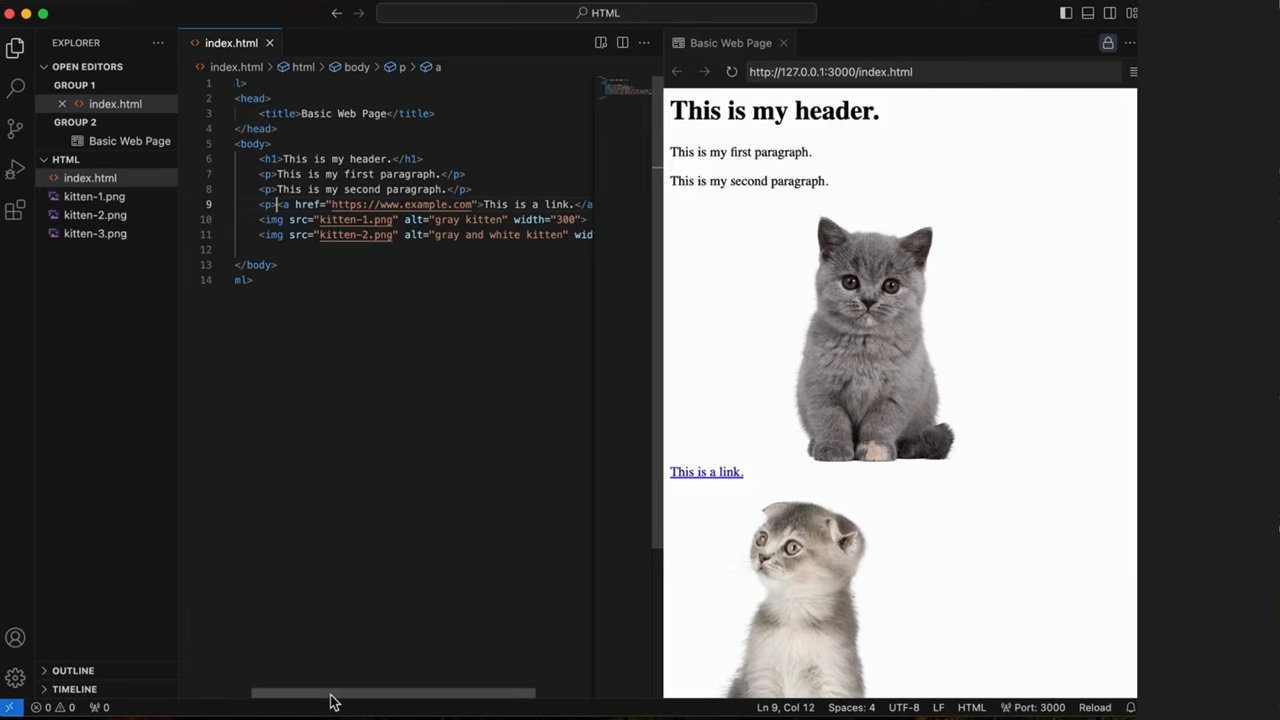 HTML
EXPLORER
OPEN EDITORS
GROUP 1
index.html
GROUP 2
Basic Web Page
HTML
index.html
kitten-1.png
kitten-2.png
kitten-3.png
OUTLINE
TIMELINE
index.html
index.html > html > body > p > a
1 l>
2 <head>
3 <title>Basic Web Page</title>
4 </head>
5 <body>
6 <h1>This is my header.</h1>
7 <p>This is my first paragraph.</p>
8 <p>This is my second paragraph.</p>
9 <p><a href="https://www.example.com">This is a link.</a
10 <img src="kitten-1.png" alt="gray kitten" width="300">
11 <img src="kitten-2.png" alt="gray and white kitten" wid
12
13 </body>
14 ml>
Basic Web Page
http://127.0.0.1:3000/index.html
This is my header.
This is my first paragraph.
This is my second paragraph.
This is a link.
0 0 0 Ln 9, Col 12 Spaces: 4 UTF-8 LF HTML Port: 3000 Reload